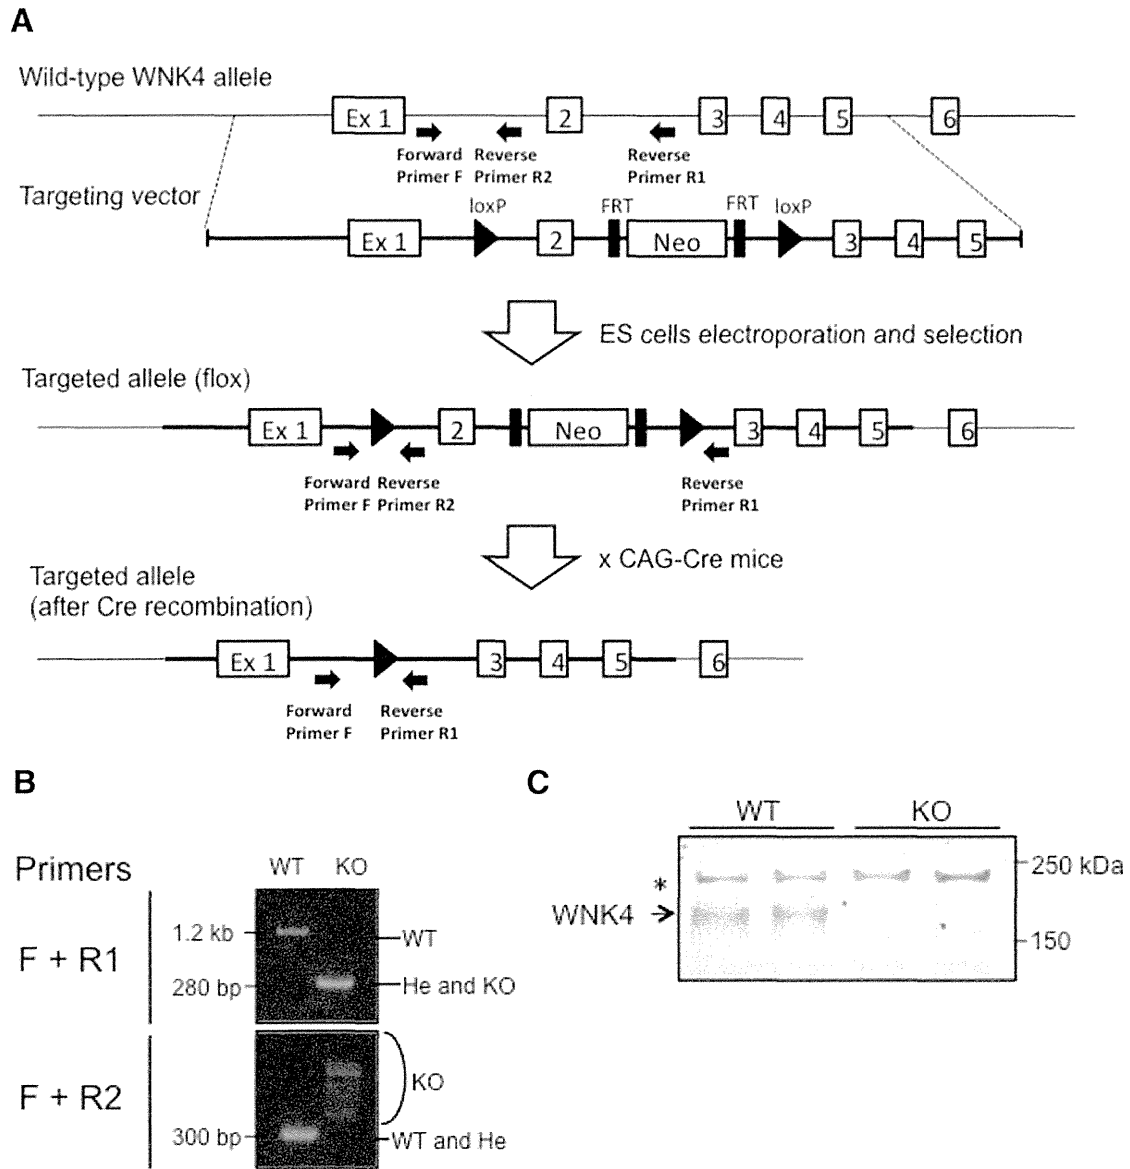 A
Wild-type WNK4 allele
Ex 1
2
3
4
5
6
Forward
Primer F
Reverse
Primer R2
Reverse
Primer R1
Targeting vector
loxP
FRT
FRT
loxP
Ex 1
2
Neo
3
4
5
ES cells electroporation and selection
Targeted allele (flox)
Ex 1
2
Neo
3
4
5
6
Forward
Primer F
Reverse
Primer R2
Reverse
Primer R1
x CAG-Cre mice
Targeted allele
(after Cre recombination)
Ex 1
3
4
5
6
Forward
Primer F
Reverse
Primer R1
B
Primers
WT KO
F + R1
1.2 kb
WT
280 bp
He and KO
F + R2
KO
300 bp
WT and He
C
WT KO
250 kDa
*
WNK4
150